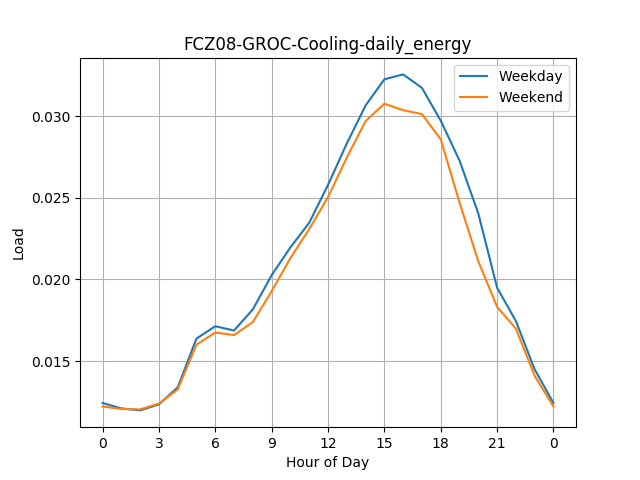 FCZ08-GROC-Cooling-daily_energy
Weekday
Weekend
0.030
0.025
0.020
0.015
Load
0 3 6 9 12 15 18 21 0
Hour of Day